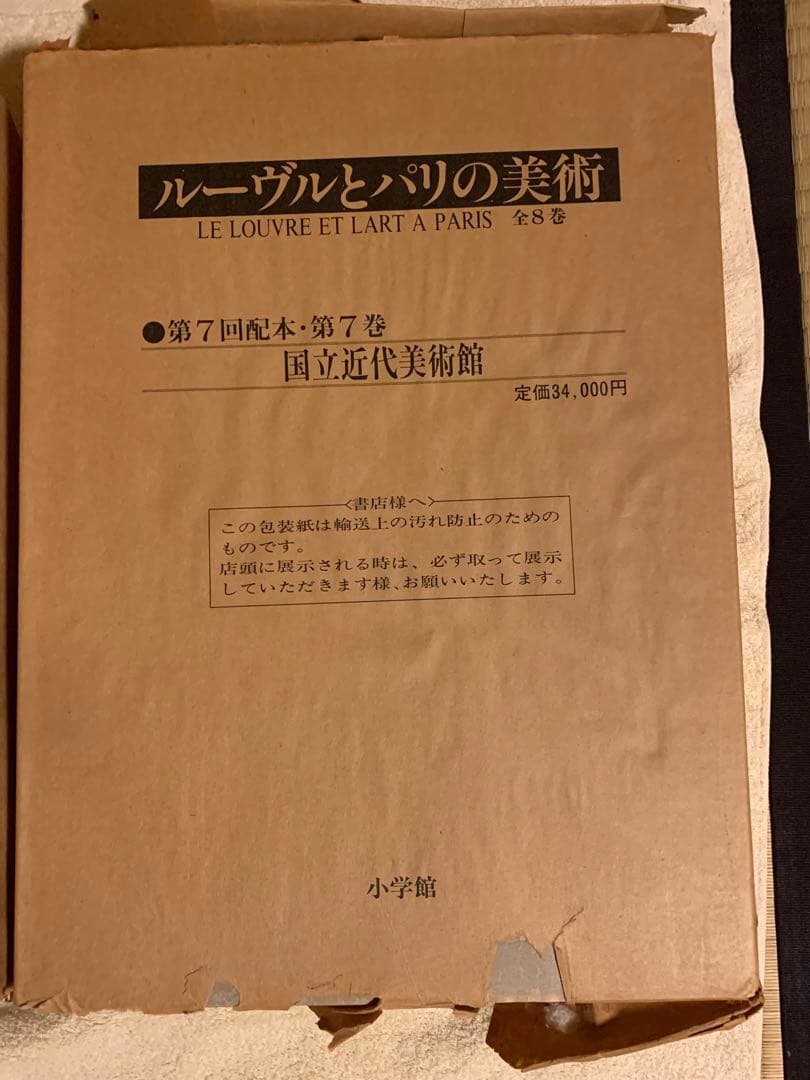 ルーヴルとパリの美術
LE LOUVRE ET LART A PARIS 全8巻
●第7回配本・第7巻
国立近代美術館
定価34,000円
〈書店様へ〉
この包装紙は輸送上の汚れ防止のための
ものです。
店頭に展示される時は、必ず取って展示
していただきます様、お願いいたします。
小学館